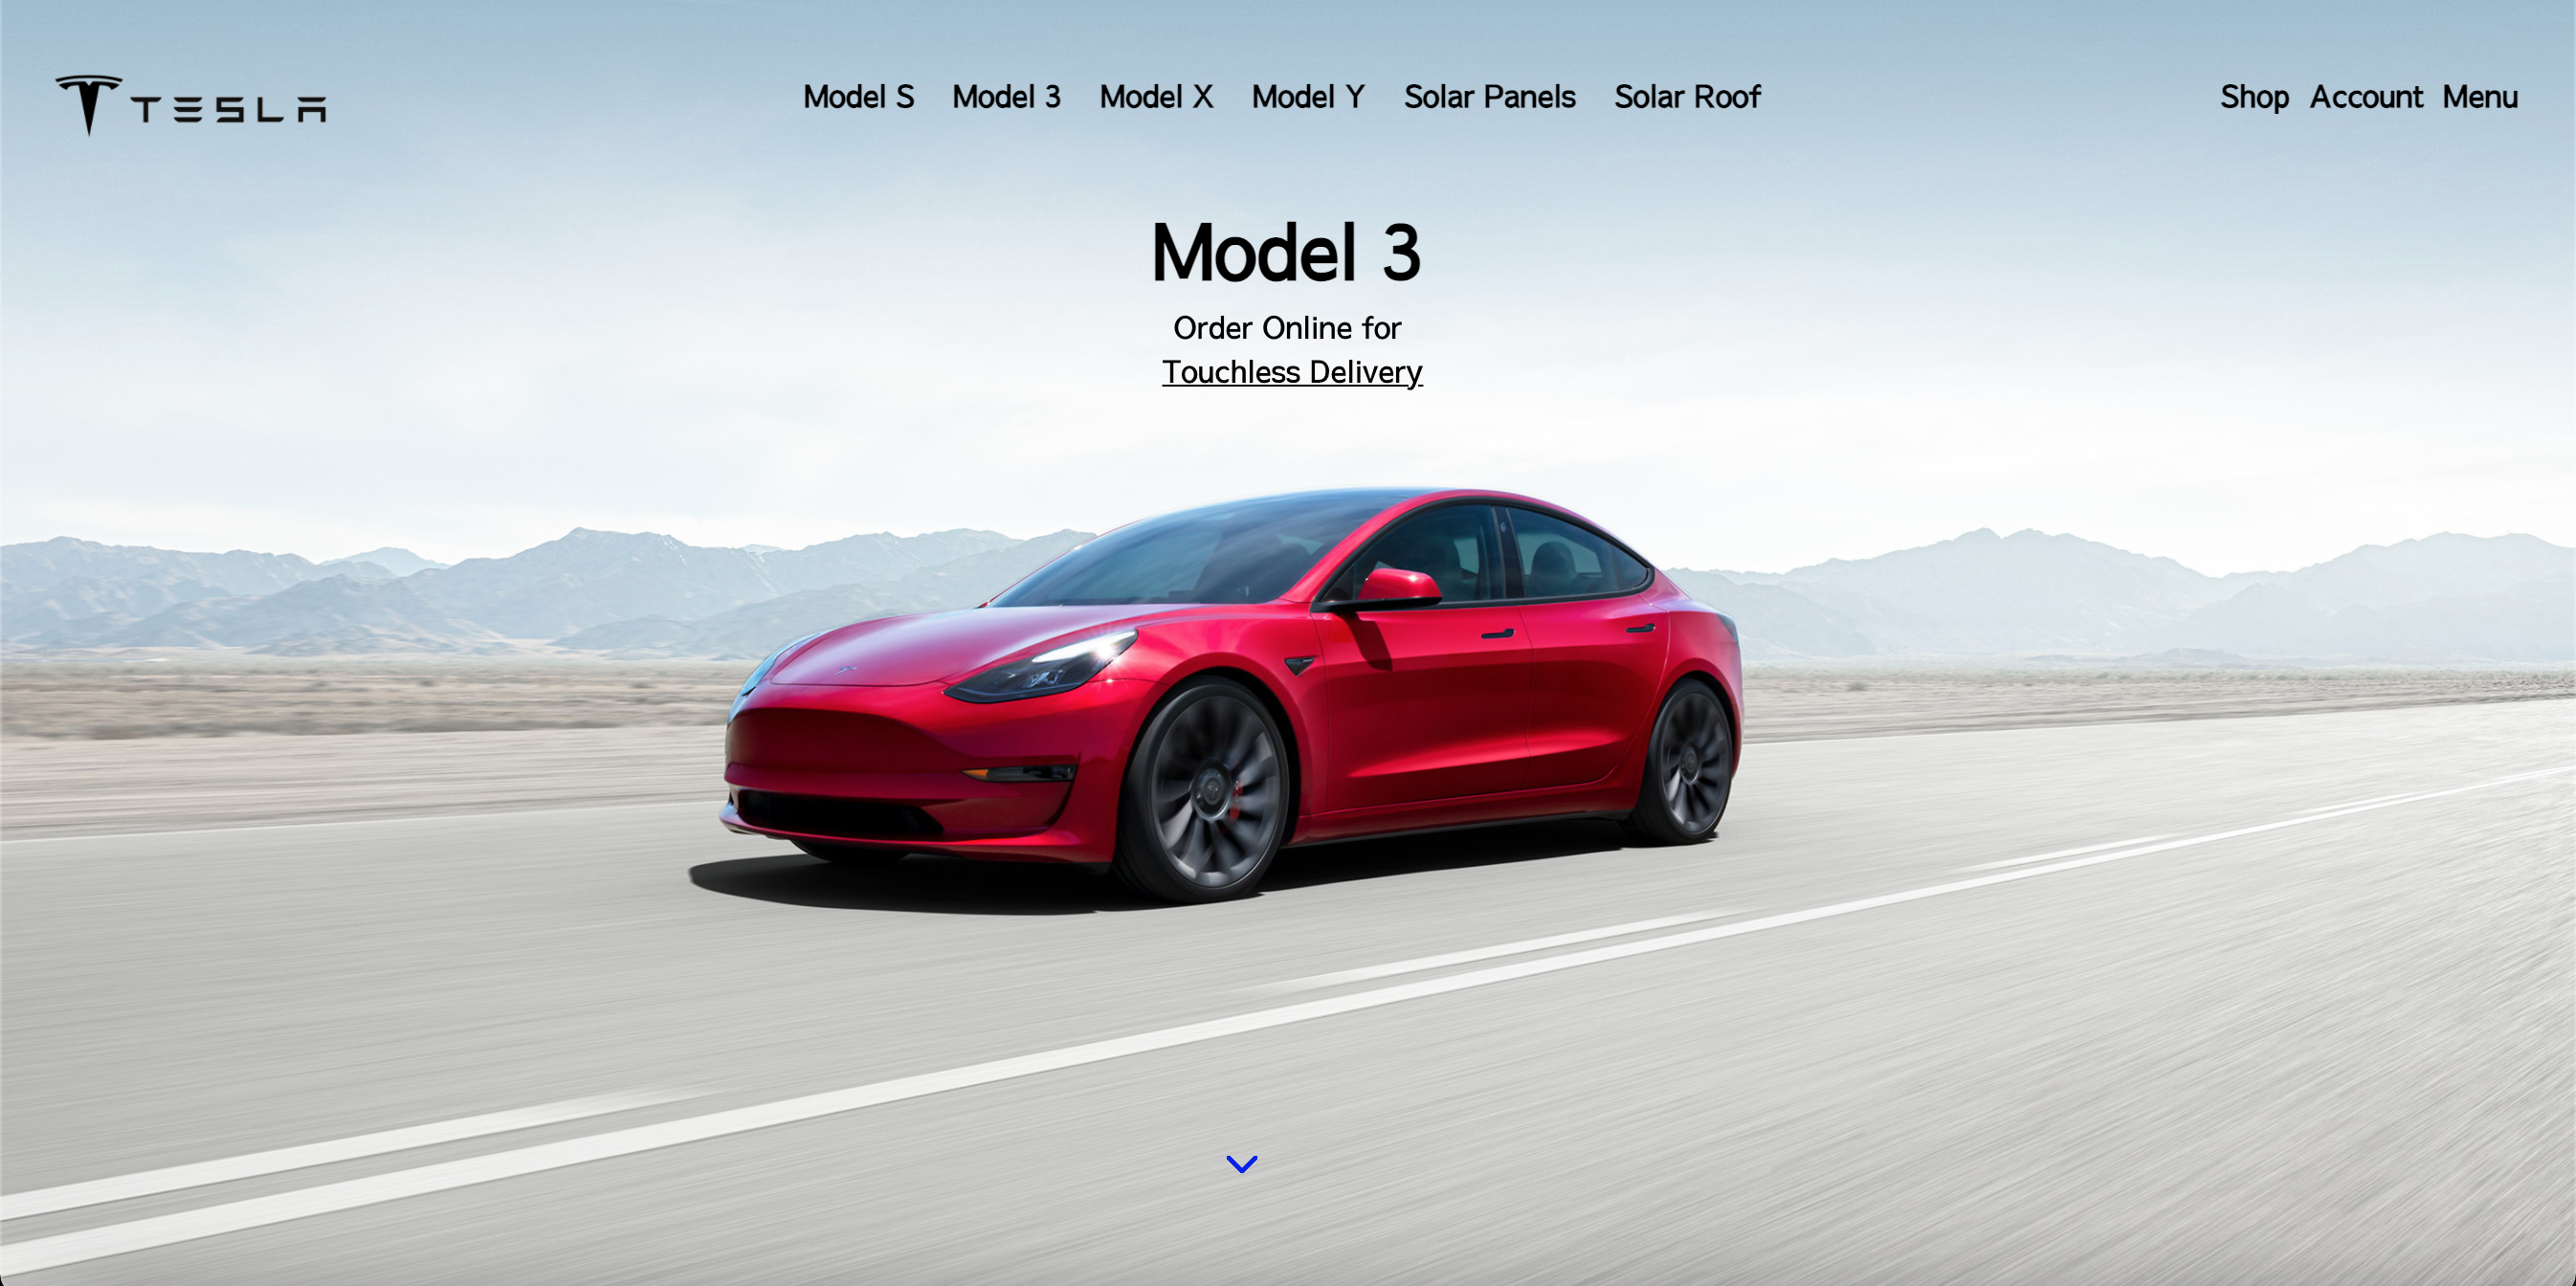 TESLA
Model S Model 3 Model X Model Y Solar Panels Solar Roof
Shop Account Menu
Model 3
Order Online for
Touchless Delivery